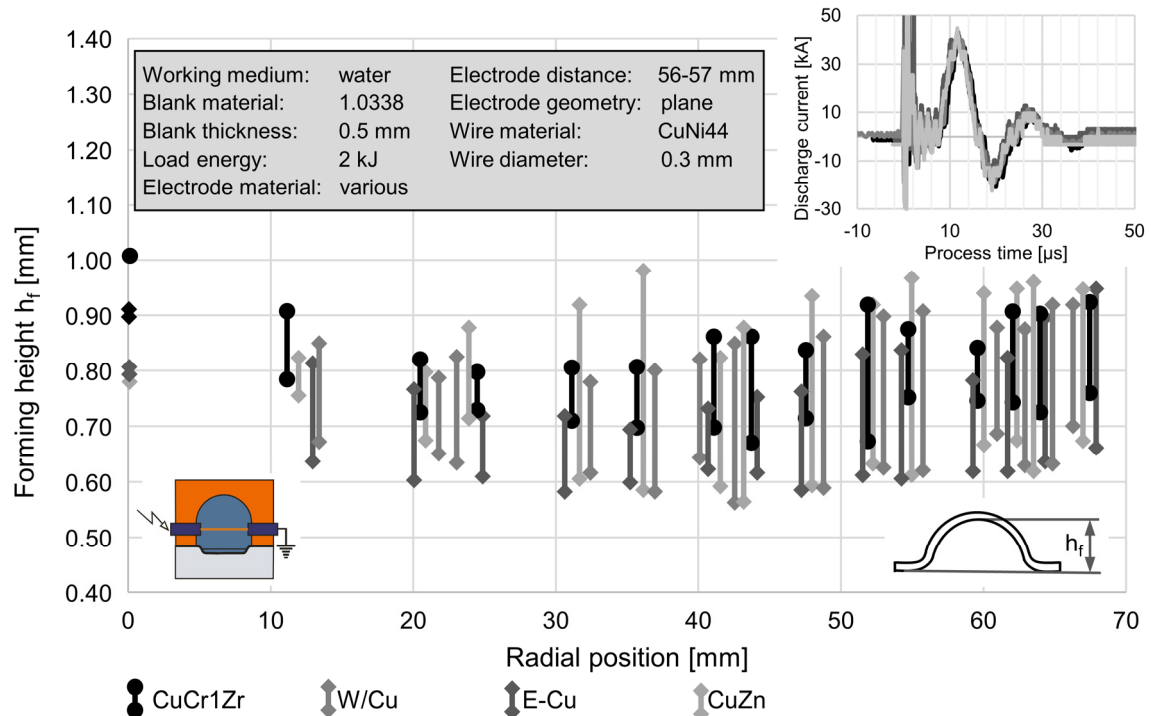 1.40
1.30
1.20
1.10
1.00
0.90
0.80
0.70
0.60
0.50
0.40
Forming height hf [mm]
Working medium: water Electrode distance: 56-57 mm
Blank material: 1.0338 Electrode geometry: plane
Blank thickness: 0.5 mm Wire material: CuNi44
Load energy: 2 kJ Wire diameter: 0.3 mm
Electrode material: various
50
30
10
-10
-30
Discharge current [kA]
-10 10 30 50
Process time [µs]
hf
0 10 20 30 40 50 60 70
Radial position [mm]
CuCr1Zr W/Cu E-Cu CuZn